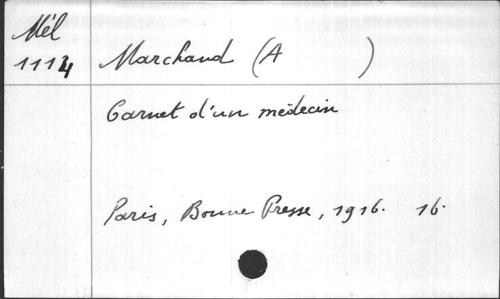 Mél
1114 Marchand (A )
Carnet d'un médecin
Paris, Bonne Presse, 1916. 16.